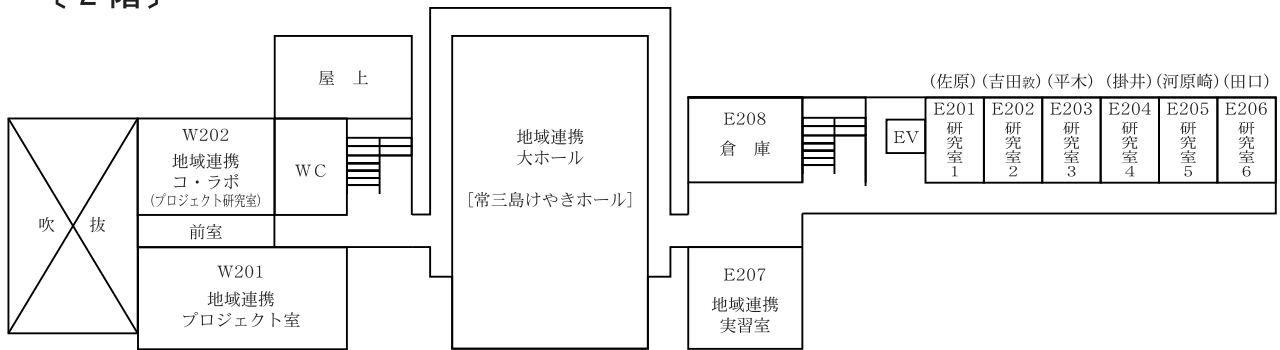 〔２階〕
屋　上
W202
地域連携
コ・ラボ
(プロジェクト研究室)
WC
吹　抜
前室
W201
地域連携
プロジェクト室
地域連携
大ホール
[常三島けやきホール]
E208
倉　庫
E207
地域連携
実習室
EV
(佐原)
E201
研究室1
(吉田敦)
E202
研究室2
(平木)
E203
研究室3
(掛井)
E204
研究室4
(河原崎)
E205
研究室5
(田口)
E206
研究室6